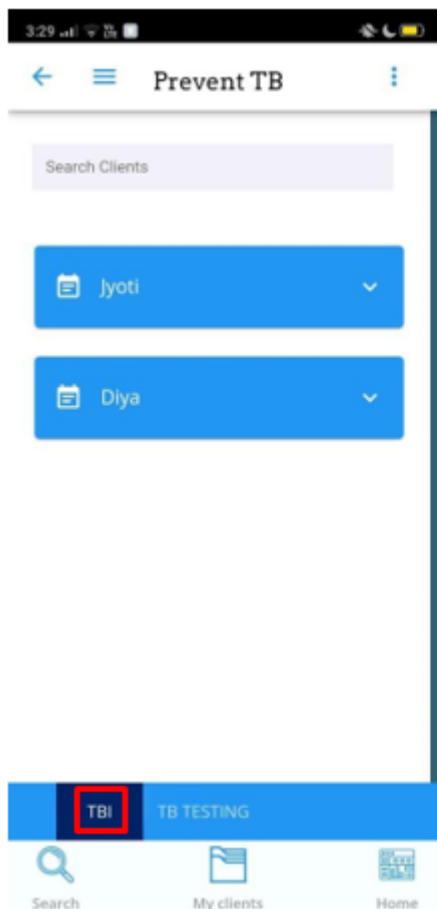 3:29
Prevent TB
Search Clients
Jyoti
Diya
TBI TB TESTING
Search My clients Home